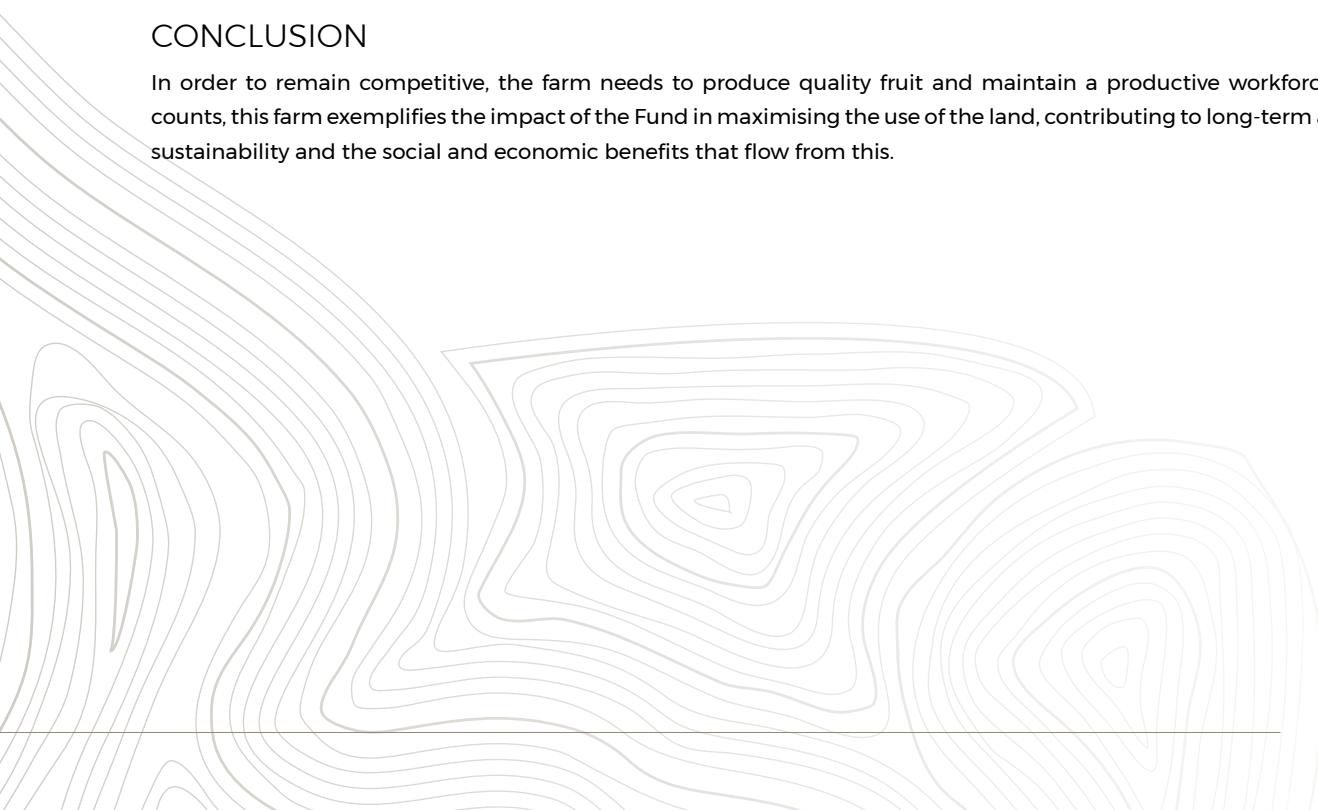 CONCLUSION
In order to remain competitive, the farm needs to produce quality fruit and maintain a productive
counts, this farm exemplifies the impact of the Fund in maximising the use of the land, contributing to long-term
sustainability and the social and economic benefits that flow from this.